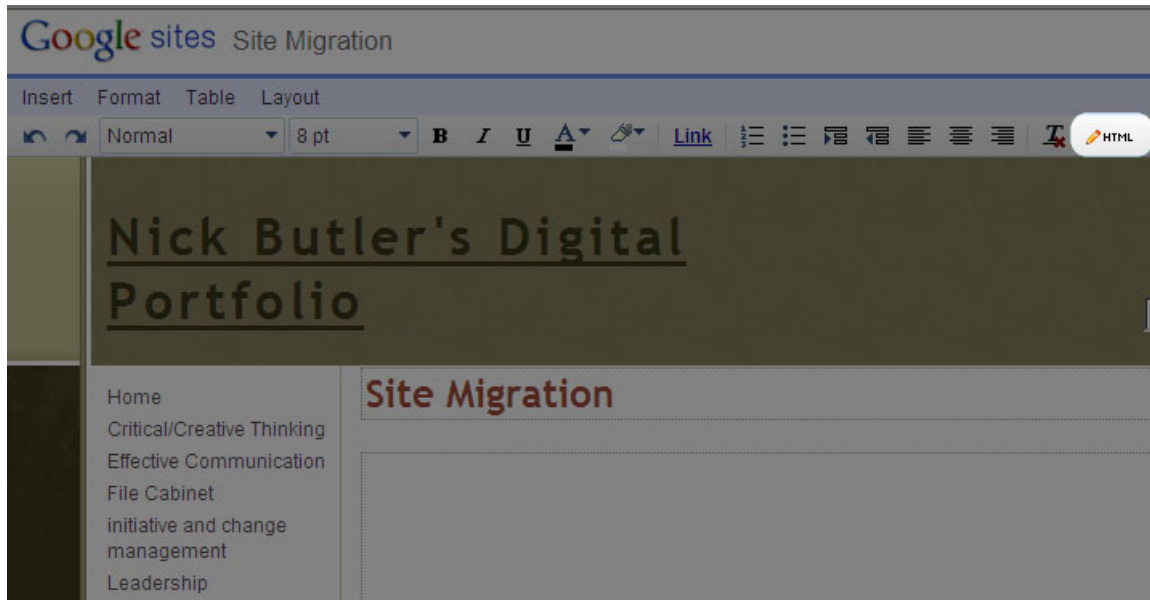 Google sites Site Migration
Insert Format Table Layout
Normal 8 pt B I U A Link T HTML
Nick Butler's Digital
Portfolio
Home
Critical/Creative Thinking
Effective Communication
File Cabinet
initiative and change
management
Leadership
Site Migration